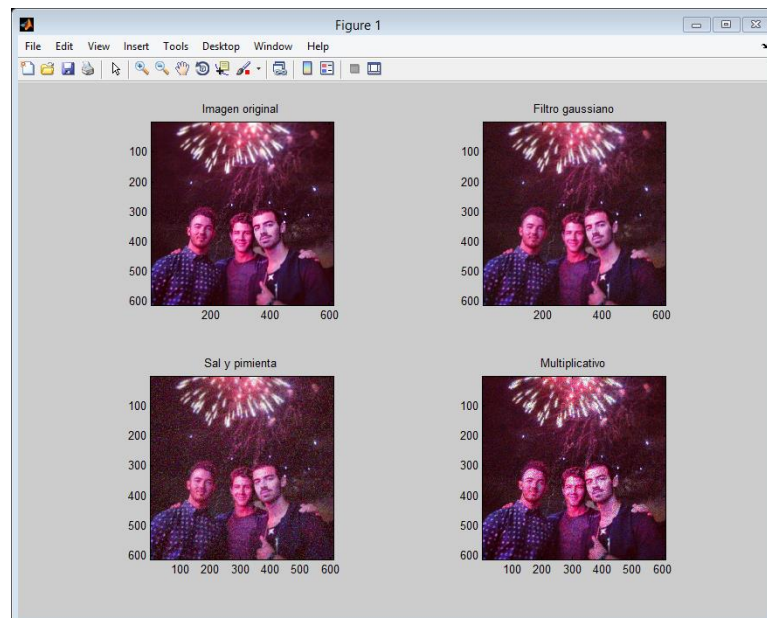 Figure 1
File Edit View Insert Tools Desktop Window Help
Imagen original
100
200
300
400
500
600
200 400 600
Filtro gaussiano
100
200
300
400
500
600
200 400 600
Sal y pimienta
100
200
300
400
500
600
100 200 300 400 500 600
Multiplicativo
100
200
300
400
500
600
100 200 300 400 500 600